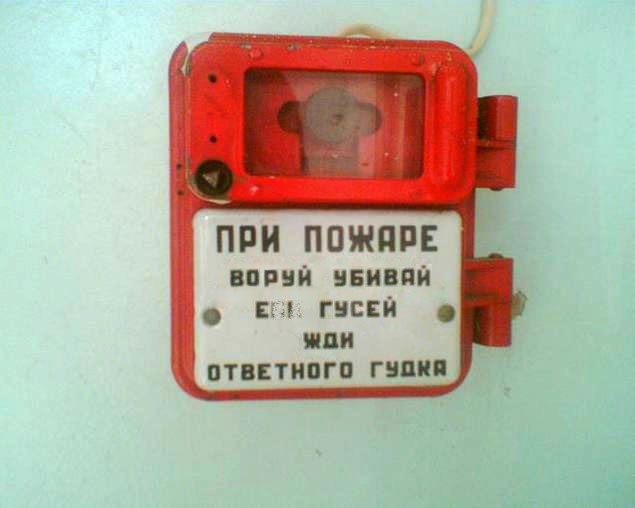 ПРИ ПОЖАРЕ
ВОРУЙ УБИВАЙ
ГУСЕЙ
ЖДИ
ОТВЕТНОГО ГУДКА